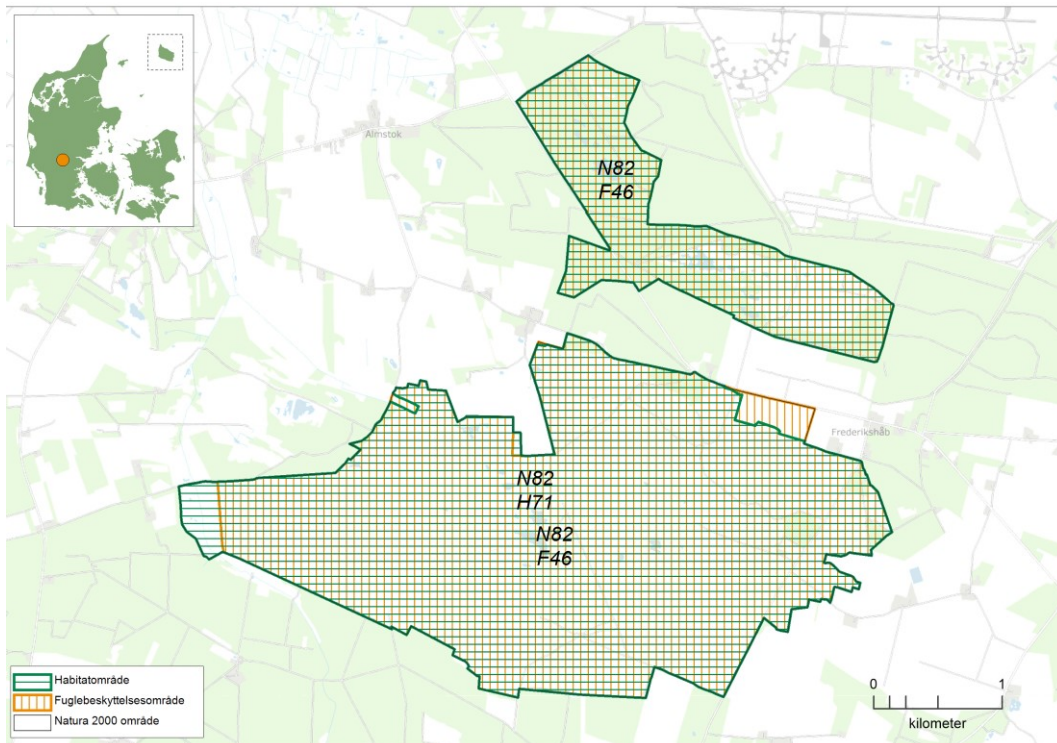 Almstok
N82
F46
Frederikshåb
N82
H71
N82
F46
Habitatområde
Fuglebeskyttelsesområde
Natura 2000 område
0 1
kilometer